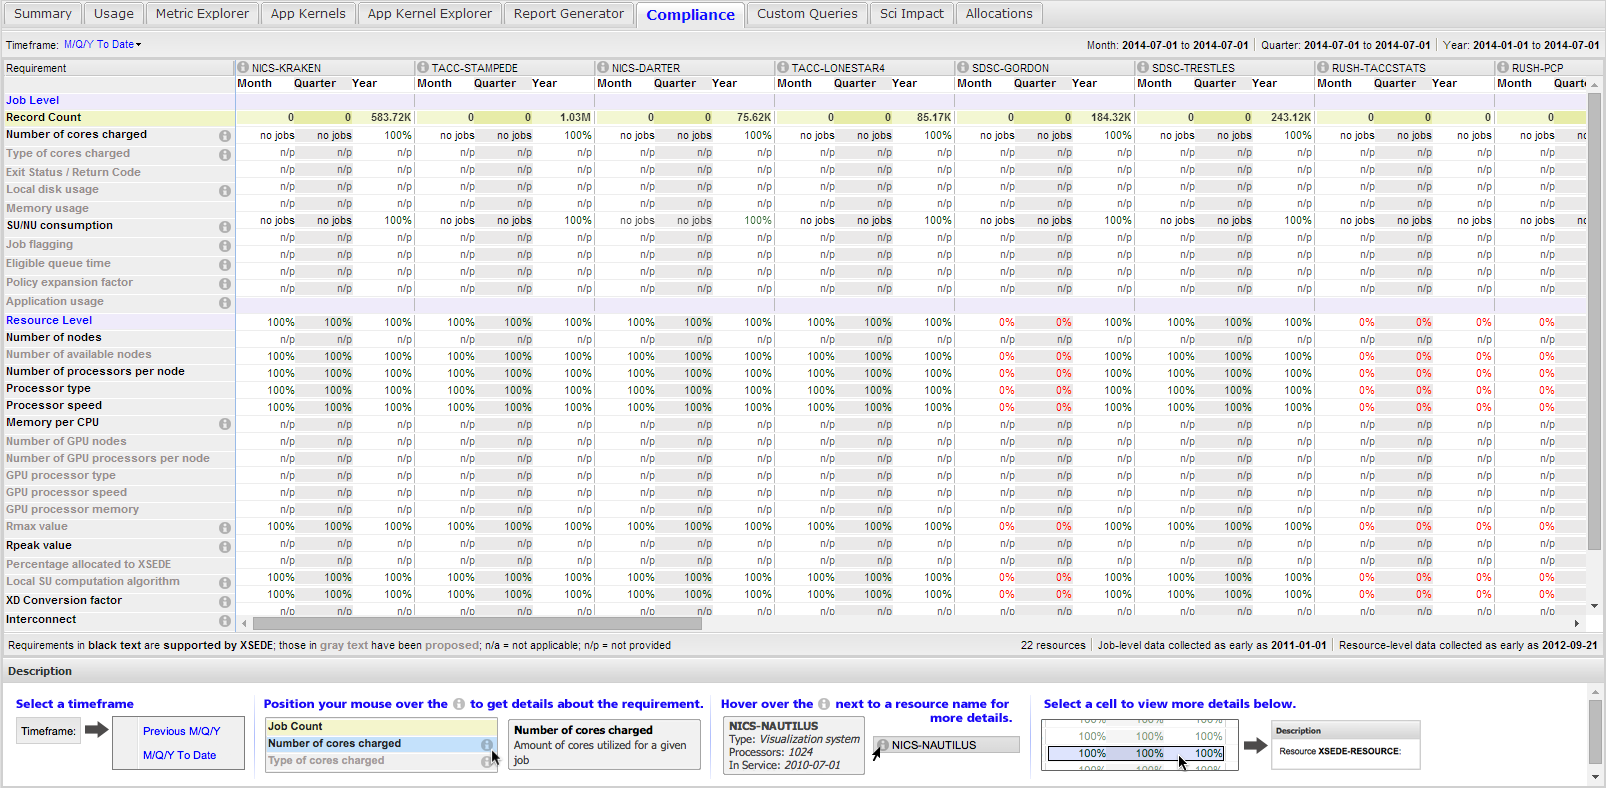 Summary Usage Metric Explorer App Kernels App Kernel Explorer Report Generator Compliance Custom Queries Sci Impact Allocations
Timeframe: M/Q/Y To Date Month: 2014-07-01 to 2014-07-01 Quarter: 2014-07-01 to 2014-07-01 Year: 2014-01-01 to 2014-07-01
Requirement NICS-KRAKEN TACC-STAMPEDE NICS-DARTER TACC-LONESTAR4 SDSC-GORDON SDSC-TRESTLES RUSH-TACCSTATS RUSH-PCP
Month Quarter Year Month Quarter Year Month Quarter Year Month Quarter Year Month Quarter Year Month Quarter Year Month Quarter Year Month Quart
Job Level
Record Count 0 0 583.72K 0 0 1.03M 0 0 75.62K 0 0 85.17K 0 0 184.32K 0 0 243.12K 0 0 0 0
Number of cores charged no jobs no jobs 100% no jobs no jobs 100% no jobs no jobs 100% no jobs no jobs 100% no jobs no jobs 100% no jobs no jobs 100% no jobs no jobs no jobs no jobs nc
Type of cores charged n/p n/p n/p n/p n/p n/p n/p n/p n/p n/p n/p n/p n/p n/p n/p n/p n/p n/p n/p n/p n/p n/p
Exit Status / Return Code n/p n/p n/p n/p n/p n/p n/p n/p n/p n/p n/p n/p n/p n/p n/p n/p n/p n/p n/p n/p n/p n/p
Local disk usage n/p n/p n/p n/p n/p n/p n/p n/p n/p n/p n/p n/p n/p n/p n/p n/p n/p n/p n/p n/p n/p n/p
Memory usage n/p n/p n/p n/p n/p n/p n/p n/p n/p n/p n/p n/p n/p n/p n/p n/p n/p n/p n/p n/p n/p n/p
SU/NU consumption no jobs no jobs 100% no jobs no jobs 100% no jobs no jobs 100% no jobs no jobs 100% no jobs no jobs 100% no jobs no jobs 100% no jobs no jobs no jobs no jobs nc
Job flagging n/p n/p n/p n/p n/p n/p n/p n/p n/p n/p n/p n/p n/p n/p n/p n/p n/p n/p n/p n/p n/p n/p
Eligible queue time n/p n/p n/p n/p n/p n/p n/p n/p n/p n/p n/p n/p n/p n/p n/p n/p n/p n/p n/p n/p n/p n/p
Policy expansion factor n/p n/p n/p n/p n/p n/p n/p n/p n/p n/p n/p n/p n/p n/p n/p n/p n/p n/p n/p n/p n/p n/p
Application usage n/p n/p n/p n/p n/p n/p n/p n/p n/p n/p n/p n/p n/p n/p n/p n/p n/p n/p n/p n/p n/p n/p
Resource Level 100% 100% 100% 100% 100% 100% 100% 100% 100% 100% 100% 100% 0% 0% 100% 100% 100% 100% 0% 0% 0% 0%
Number of nodes n/p n/p n/p n/p n/p n/p n/p n/p n/p n/p n/p n/p n/p n/p n/p n/p n/p n/p n/p n/p n/p n/p
Number of available nodes 100% 100% 100% 100% 100% 100% 100% 100% 100% 100% 100% 100% 0% 0% 100% 100% 100% 100% 0% 0% 0% 0%
Number of processors per node 100% 100% 100% 100% 100% 100% 100% 100% 100% 100% 100% 100% 0% 0% 100% 100% 100% 100% 0% 0% 0% 0%
Processor type 100% 100% 100% 100% 100% 100% 100% 100% 100% 100% 100% 100% 0% 0% 100% 100% 100% 100% 0% 0% 0% 0%
Processor speed 100% 100% 100% 100% 100% 100% 100% 100% 100% 100% 100% 100% 0% 0% 100% 100% 100% 100% 0% 0% 0% 0%
Memory per CPU n/p n/p n/p n/p n/p n/p n/p n/p n/p n/p n/p n/p n/p n/p n/p n/p n/p n/p n/p n/p n/p n/p
Number of GPU nodes n/p n/p n/p n/p n/p n/p n/p n/p n/p n/p n/p n/p n/p n/p n/p n/p n/p n/p n/p n/p n/p n/p
Number of GPU processors per node n/p n/p n/p n/p n/p n/p n/p n/p n/p n/p n/p n/p n/p n/p n/p n/p n/p n/p n/p n/p n/p n/p
GPU processor type n/p n/p n/p n/p n/p n/p n/p n/p n/p n/p n/p n/p n/p n/p n/p n/p n/p n/p n/p n/p n/p n/p
GPU processor speed n/p n/p n/p n/p n/p n/p n/p n/p n/p n/p n/p n/p n/p n/p n/p n/p n/p n/p n/p n/p n/p n/p
GPU processor memory n/p n/p n/p n/p n/p n/p n/p n/p n/p n/p n/p n/p n/p n/p n/p n/p n/p n/p n/p n/p n/p n/p
Rmax value 100% 100% 100% 100% 100% 100% 100% 100% 100% 100% 100% 100% 0% 0% 100% 100% 100% 100% 0% 0% 0% 0%
Rpeak value n/p n/p n/p n/p n/p n/p n/p n/p n/p n/p n/p n/p n/p n/p n/p n/p n/p n/p n/p n/p n/p n/p
Percentage allocated to XSEDE n/p n/p n/p n/p n/p n/p n/p n/p n/p n/p n/p n/p n/p n/p n/p n/p n/p n/p n/p n/p n/p n/p
Local SU computation algorithm 100% 100% 100% 100% 100% 100% 100% 100% 100% 100% 100% 100% 0% 0% 100% 100% 100% 100% 0% 0% 0% 0%
XD Conversion factor 100% 100% 100% 100% 100% 100% 100% 100% 100% 100% 100% 100% 0% 0% 100% 100% 100% 100% 0% 0% 0% 0%
Interconnect n/p n/p n/p n/p n/p n/p n/p n/p n/p n/p n/p n/p n/p n/p n/p n/p n/p n/p n/p n/p n/p n/p
Requirements in black text are supported by XSEDE; those in gray text have been proposed; n/a = not applicable; n/p = not provided 22 resources Job-level data collected as early as 2011-01-01 Resource-level data collected as early as 2012-09-21
Description
Select a timeframe
Timeframe:
Previous M/Q/Y
M/Q/Y To Date
Position your mouse over the to get details about the requirement.
Job Count
Number of cores charged
Type of cores charged
Number of cores charged
Amount of cores utilized for a given
job
Hover over the next to a resource name for
more details.
NICS-NAUTILUS
Type: Visualization system
Processors: 1024
In Service: 2010-07-01
NICS-NAUTILUS
Select a cell to view more details below.
100% 100% 100%
100% 100% 100%
100% 100% 100%
100% 100% 100%
Description
Resource XSEDE-RESOURCE: